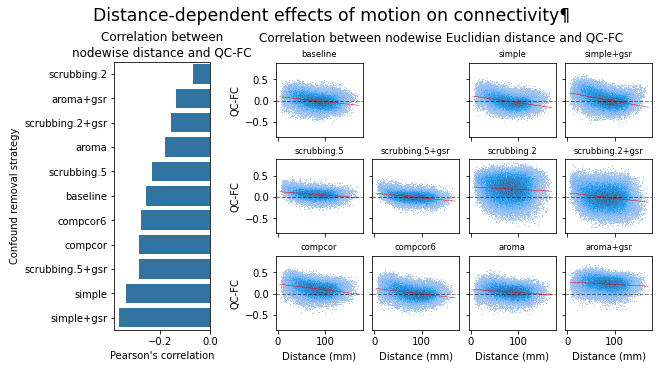 Distance-dependent effects of motion on connectivity¶
Correlation between
nodewise distance and QC-FC
Confound removal strategy
scrubbing.2
aroma+gsr
scrubbing.2+gsr
aroma
scrubbing.5
baseline
compcor6
compcor
scrubbing.5+gsr
simple
simple+gsr
−0.2 0.0
Pearson's correlation
Correlation between nodewise Euclidian distance and QC-FC
baseline simple simple+gsr
QC-FC
0.5
0.0
−0.5
scrubbing.5 scrubbing.5+gsr scrubbing.2 scrubbing.2+gsr
QC-FC
0.5
0.0
−0.5
compcor compcor6 aroma aroma+gsr
QC-FC
0.5
0.0
−0.5
0 100 0 100 0 100 0 100
Distance (mm) Distance (mm) Distance (mm) Distance (mm)